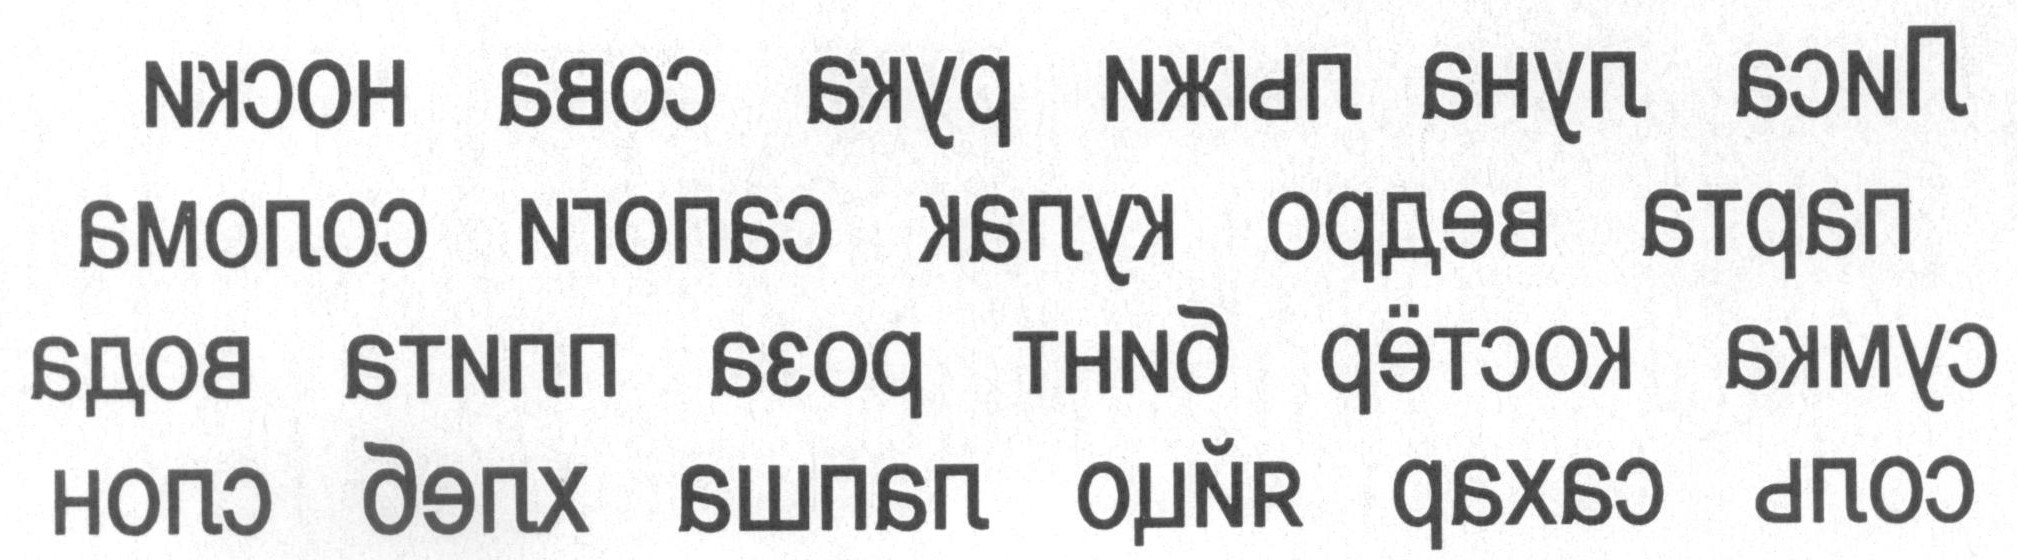 Лиса луна лыжи рука сова носки
парта ведро кулак сапоги солома
сумка костёр бинт роза плита вода
соль сахар яйцо лапша хлеб слон